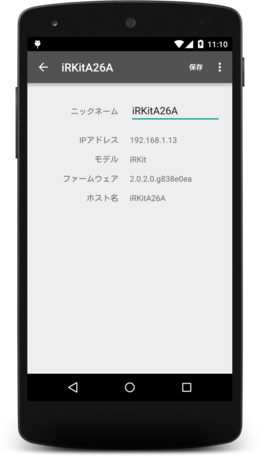 11:10
iRKitA26A 保存
ニックネーム iRKitA26A
IPアドレス 192.168.1.13
モデル IRKit
ファームウェア 2.0.2.0.g838e0ea
ホスト名 iRKitA26A